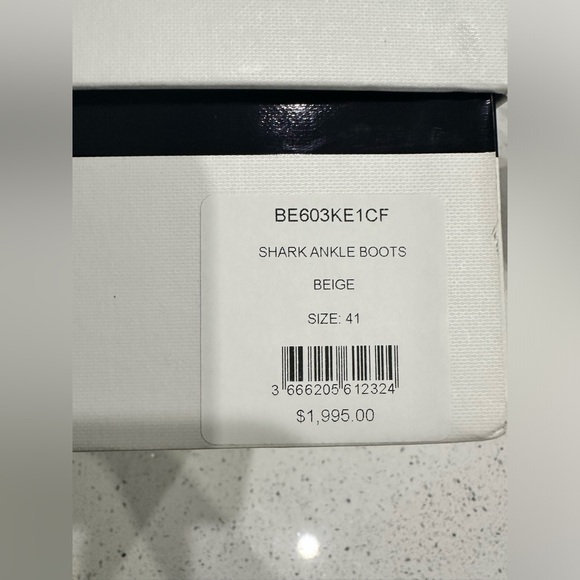 BE603KE1CF
SHARK ANKLE BOOTS
BEIGE
SIZE: 41
3 666205 612324
$1,995.00